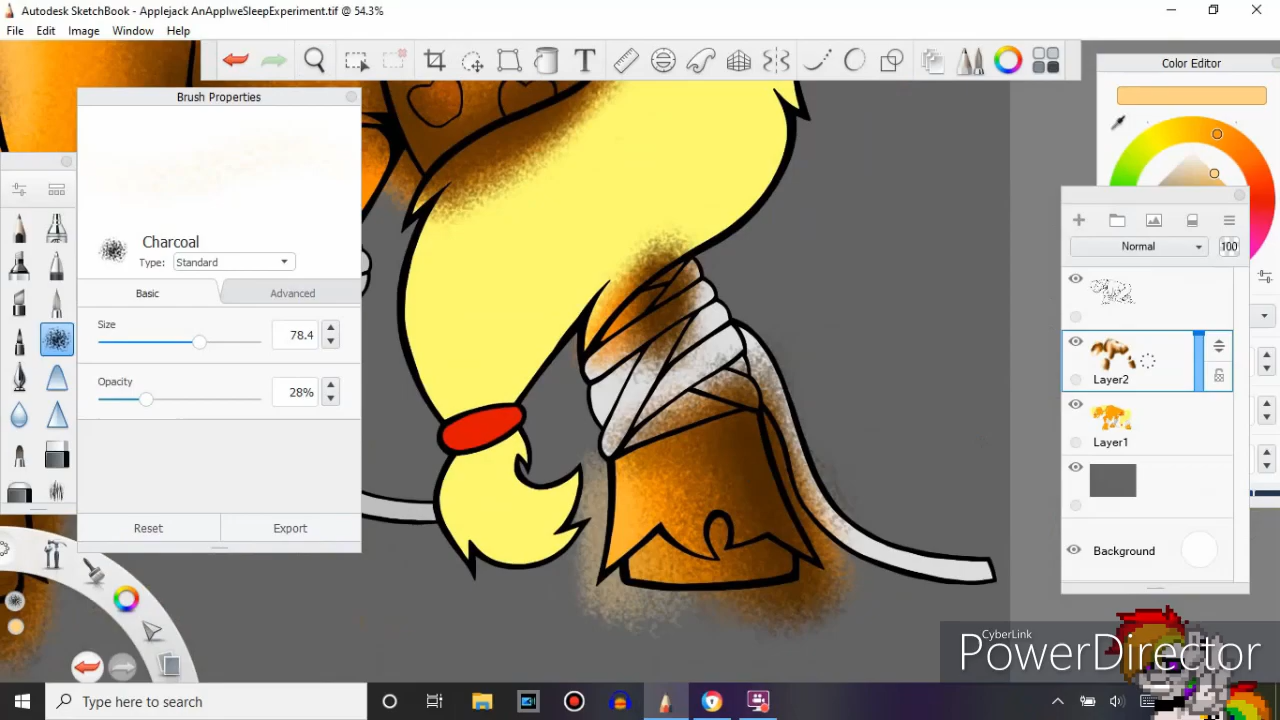 Autodesk SketchBook - Applejack AnApplweSleepExperiment.tif @ 54.3%
File Edit Image Window Help
Brush Properties
Color Editor
Charcoal
Type: Standard
Normal 100
Basic Advanced
Size
78.4
Opacity
28%
Layer2
Layer1
Reset Export
Background
CyberLink
PowerDirector
Type here to search